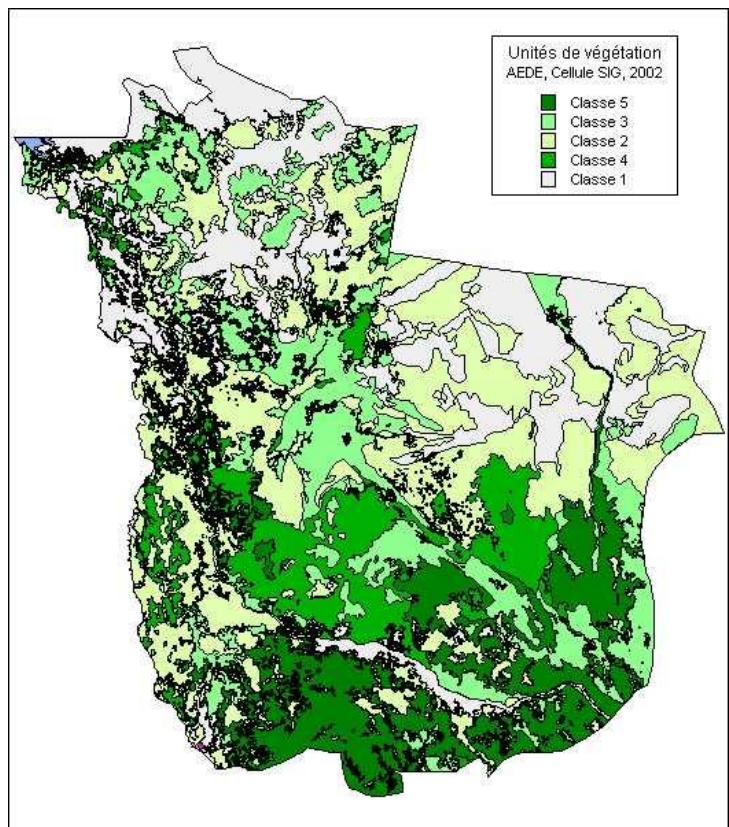 Unités de végétation
AEDE, Cellule SIG, 2002
Classe 5
Classe 3
Classe 2
Classe 4
Classe 1